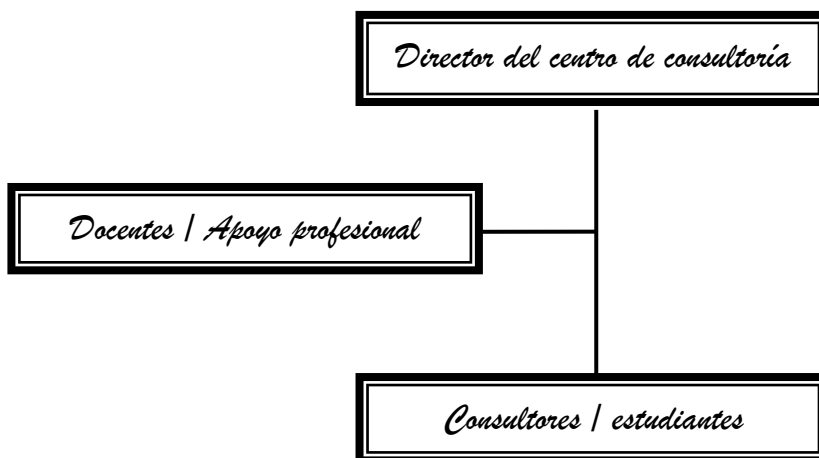 Director del centro de consultoría
Docentes / Apoyo profesional
Consultores / estudiantes